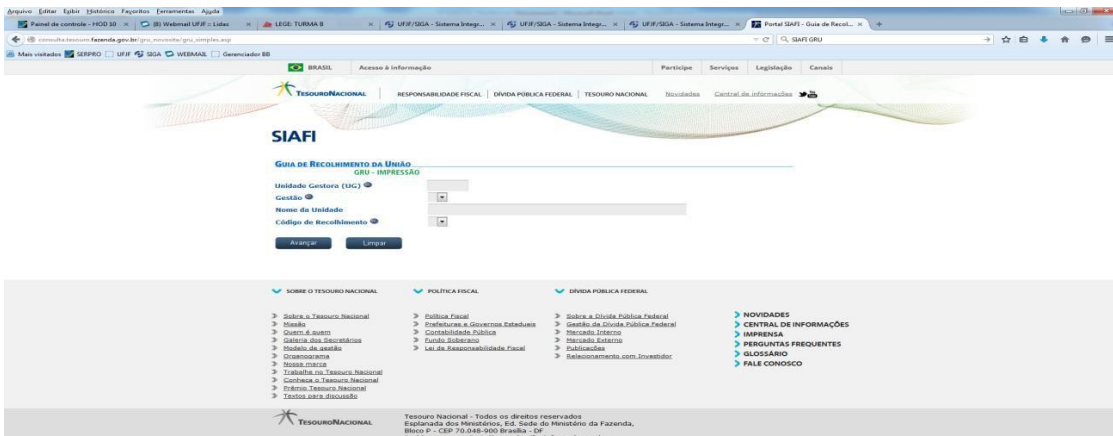 Arquivo Editar Exibir Histórico Favoritos Ferramentas Ajuda
Painel de controle - HOD 10 (8) Webmail UFJF :: Lidas LEGE: TURMA 8 UFJF/SIGA - Sistema Integr... UFJF/SIGA - Sistema Integr... UFJF/SIGA - Sistema Integr... Portal SIAFI - Guia de Recol...
consulta.tesouro.fazenda.gov.br/gru_novosite/gru_simples.asp SIAFI GRU
Mais visitados SERPRO UFJF SIGA WEBMAIL Gerenciador BB
BRASIL Acesso à informação Participe Serviços Legislação Canais
TESOURONACIONAL RESPONSABILIDADE FISCAL DÍVIDA PÚBLICA FEDERAL TESOURO NACIONAL Novidades Central de informações
SIAFI
GUIA DE RECOLHIMENTO DA UNIÃO
GRU - IMPRESSÃO
Unidade Gestora (UG)
Gestão
Nome da Unidade
Código de Recolhimento
Avançar Limpar
SOBRE O TESOURO NACIONAL POLÍTICA FISCAL DÍVIDA PÚBLICA FEDERAL
Sobre o Tesouro Nacional Política Fiscal Sobre a Dívida Pública Federal NOVIDADES
Missão Prefeituras e Governos Estaduais Gestão da Dívida Pública Federal CENTRAL DE INFORMAÇÕES
Quem é quem Contabilidade Pública Mercado Interno IMPRENSA
Galeria dos Secretários Fundo Soberano Mercado Externo PERGUNTAS FREQUENTES
Modelo de gestão Lei de Responsabilidade Fiscal Publicações GLOSSÁRIO
Organograma Relacionamento com Investidor FALE CONOSCO
Nossa marca
Trabalhe no Tesouro Nacional
Conheça o Tesouro Nacional
Prêmio Tesouro Nacional
Textos para discussão
TESOURONACIONAL Tesouro Nacional - Todos os direitos reservados
Esplanada dos Ministérios, Ed. Sede do Ministério da Fazenda,
Bloco P - CEP 70.048-900 Brasília - DF